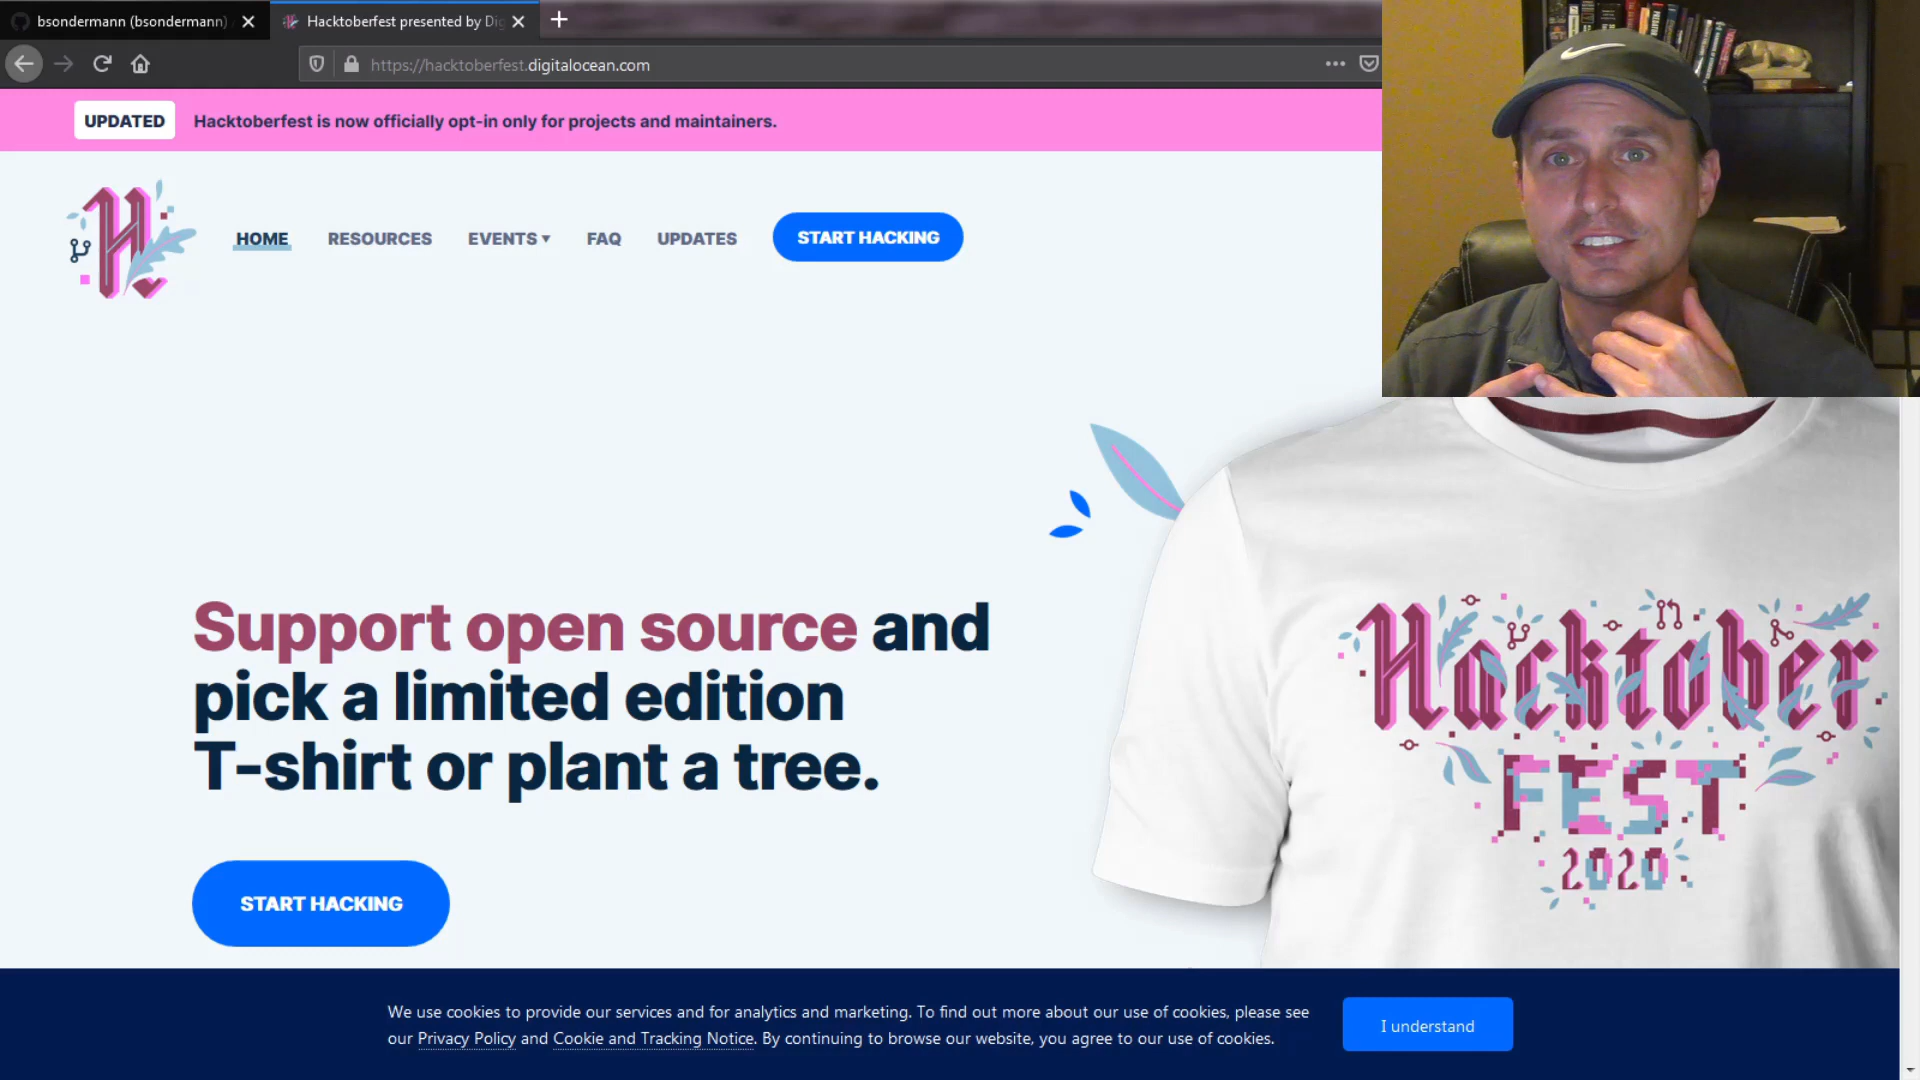 bsondermann (bsondermann)
Hacktoberfest presented by Dig
https://hacktoberfest.digitalocean.com
UPDATED
Hacktoberfest is now officially opt-in only for projects and maintainers.
H
HOME
RESOURCES
EVENTS
FAQ
UPDATES
START HACKING
Support open source and
pick a limited edition
T-shirt or plant a tree.
START HACKING
Hacktober
FEST
2020
We use cookies to provide our services and for analytics and marketing. To find out more about our use of cookies, please see
our Privacy Policy and Cookie and Tracking Notice. By continuing to browse our website, you agree to our use of cookies.
I understand